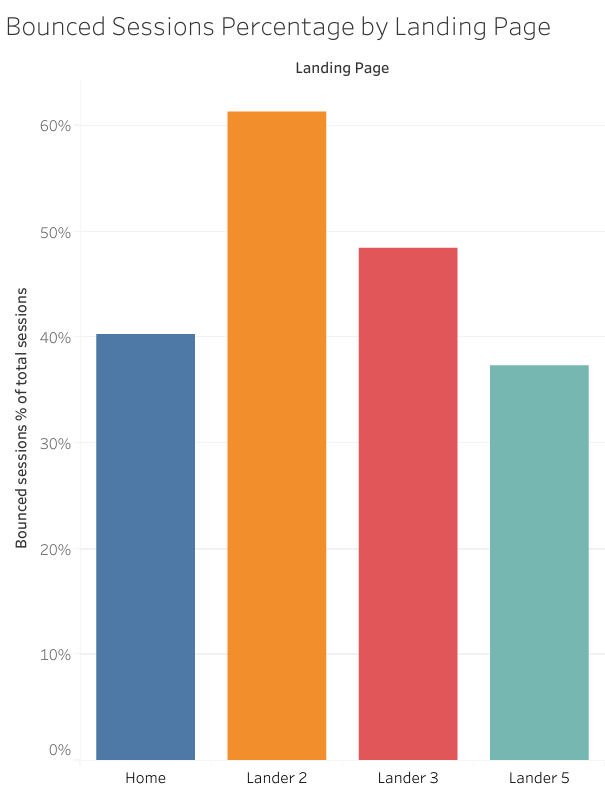 Bounced Sessions Percentage by Landing Page
Landing Page
60%
50%
40%
30%
20%
10%
0%
Bounced sessions % of total sessions
Home
Lander 2
Lander 3
Lander 5